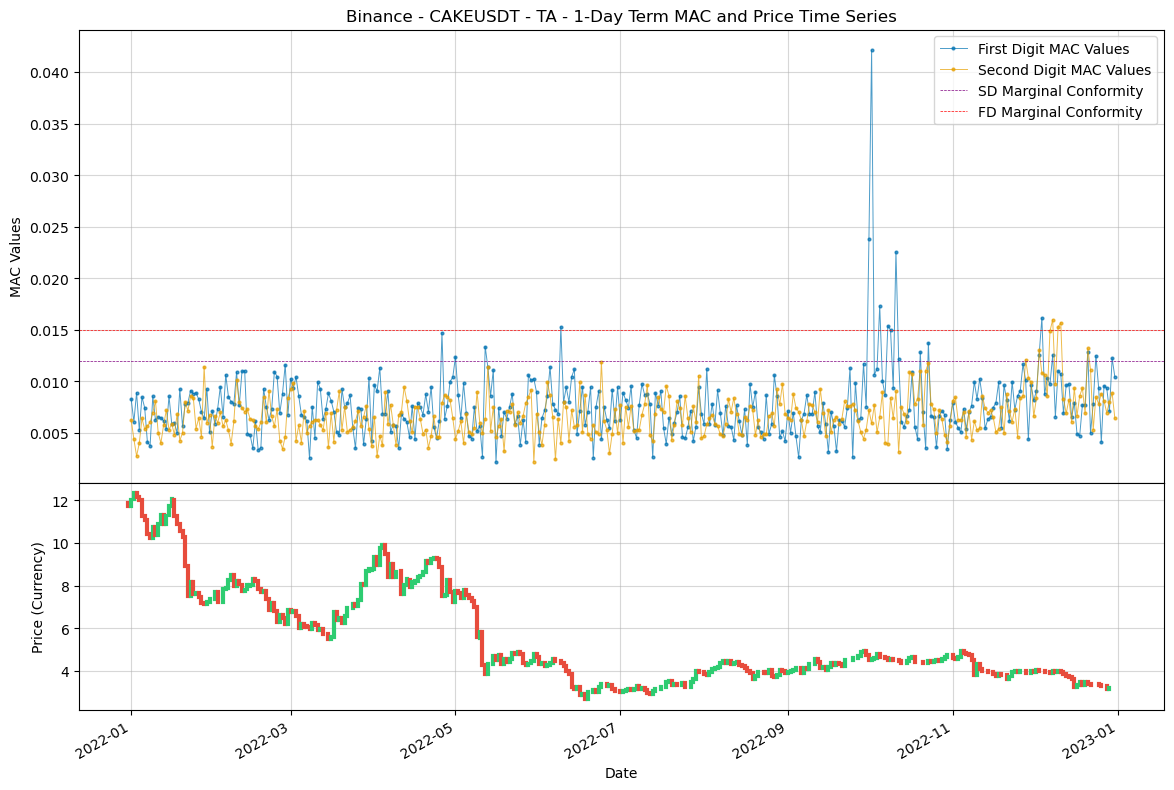 Binance - CAKEUSDT - TA - 1-Day Term MAC and Price Time Series
First Digit MAC Values
Second Digit MAC Values
SD Marginal Conformity
FD Marginal Conformity
MAC Values
0.040
0.035
0.030
0.025
0.020
0.015
0.010
0.005
Price (Currency)
12
10
8
6
4
2022-01
2022-03
2022-05
2022-07
2022-09
2022-11
2023-01
Date